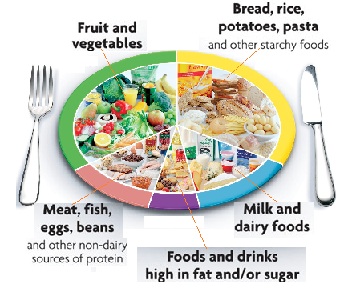 Fruit and
vegetables
Bread, rice,
potatoes, pasta
and other starchy foods
Meat, fish,
eggs, beans
and other non-dairy
sources of protein
Milk and
dairy foods
Foods and drinks
high in fat and/or sugar